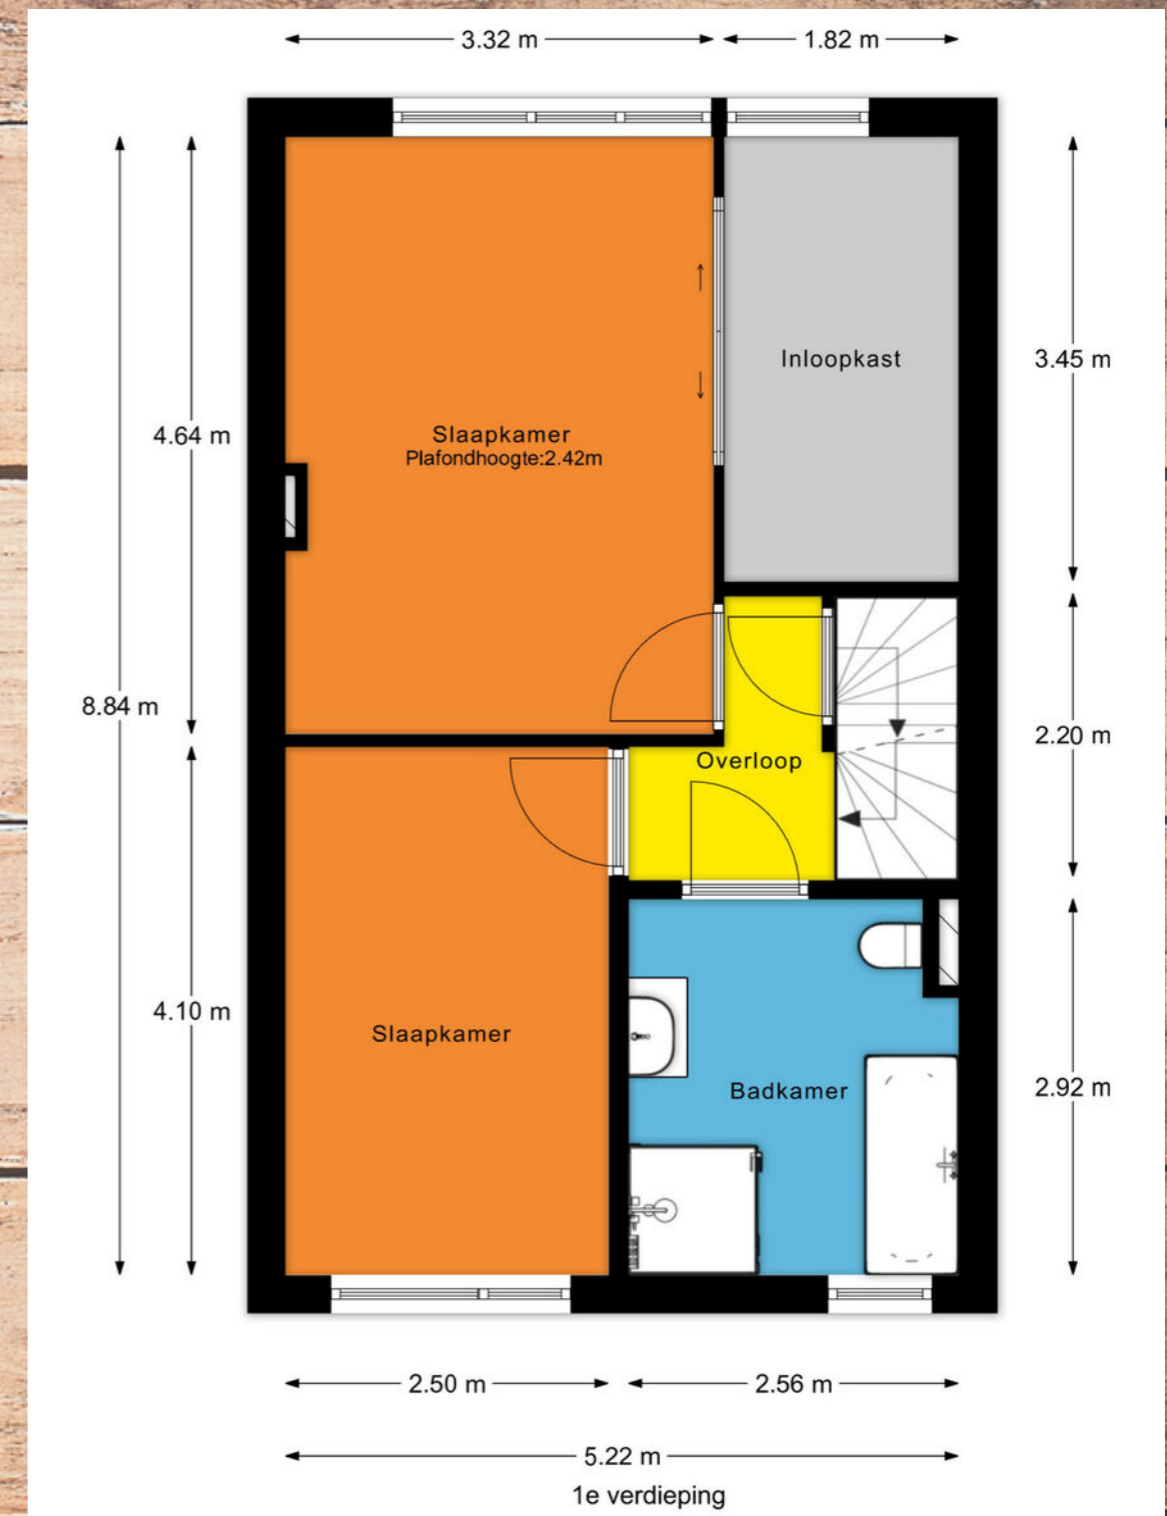 3.32 m
1.82 m
Inloopkast
3.45 m
4.64 m
Slaapkamer
Plafondhoogte:2.42m
8.84 m
2.20 m
Overloop
4.10 m
Slaapkamer
Badkamer
2.92 m
2.50 m
2.56 m
5.22 m
1e verdieping